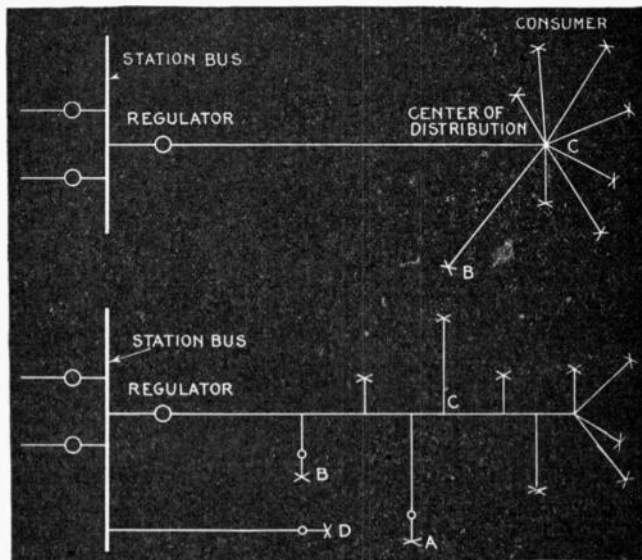 CONSUMER
STATION BUS
REGULATOR
CENTER OF
DISTRIBUTION
C
B
STATION BUS
REGULATOR
C
B
D
A